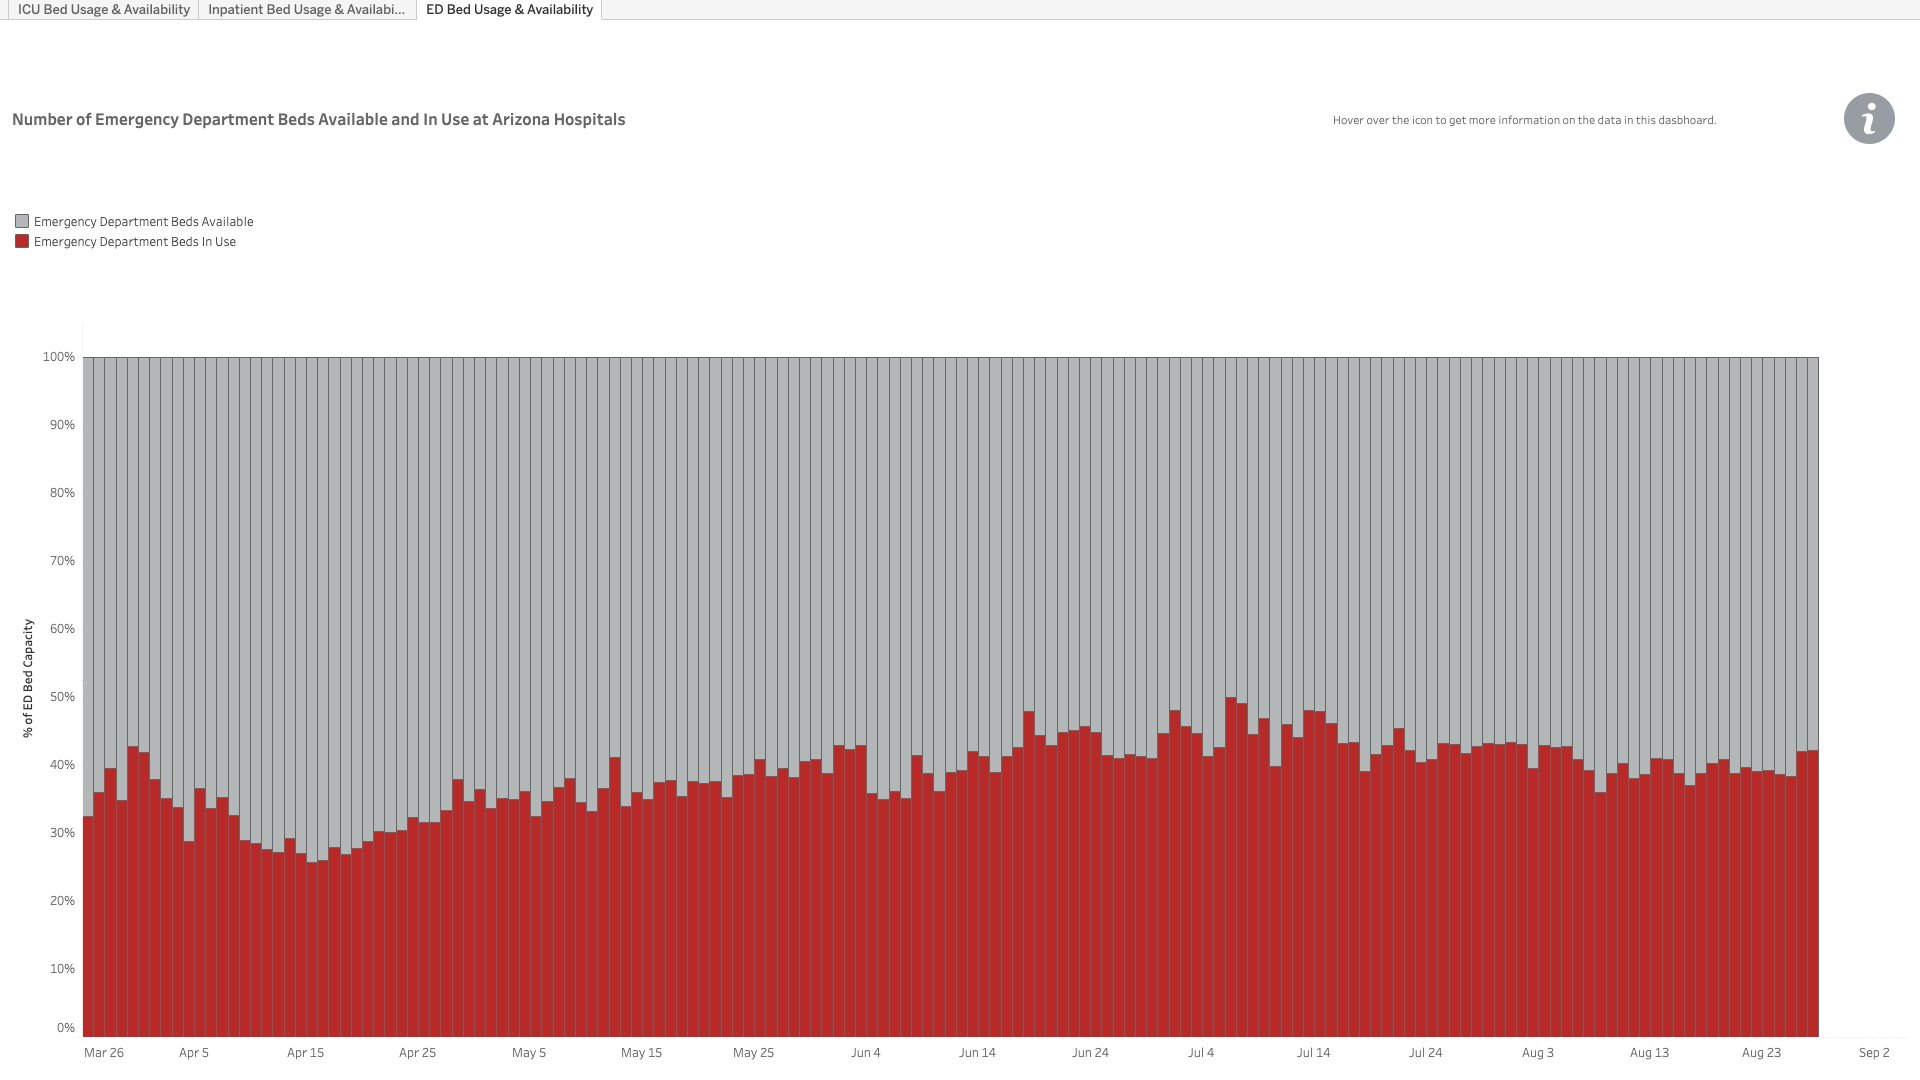 ICU Bed Usage & Availability
Inpatient Bed Usage & Availabi...
ED Bed Usage & Availability
Number of Emergency Department Beds Available and In Use at Arizona Hospitals
Hover over the icon to get more information on the data in this dasbhoard.
i
Emergency Department Beds Available
Emergency Department Beds In Use
% of ED Bed Capacity
100%
90%
80%
70%
60%
50%
40%
30%
20%
10%
0%
Mar 26 Apr 5 Apr 15 Apr 25 May 5 May 15 May 25 Jun 4 Jun 14 Jun 24 Jul 4 Jul 14 Jul 24 Aug 3 Aug 13 Aug 23 Sep 2